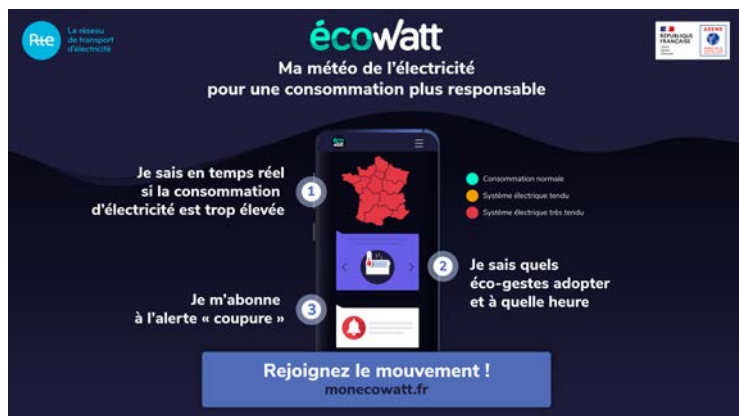 Rte
Le réseau
de transport
d'électricité
écowatt
RÉPUBLIQUE
FRANÇAISE
ADEME
Ma météo de l'électricité
pour une consommation plus responsable
Je sais en temps réel
si la consommation
d'électricité est trop élevée
1
Consommation normale
Système électrique tendu
Système électrique très tendu
2
Je sais quels
éco-gestes adopter
et à quelle heure
Je m'abonne
à l'alerte « coupure »
3
Rejoignez le mouvement !
monecowatt.fr